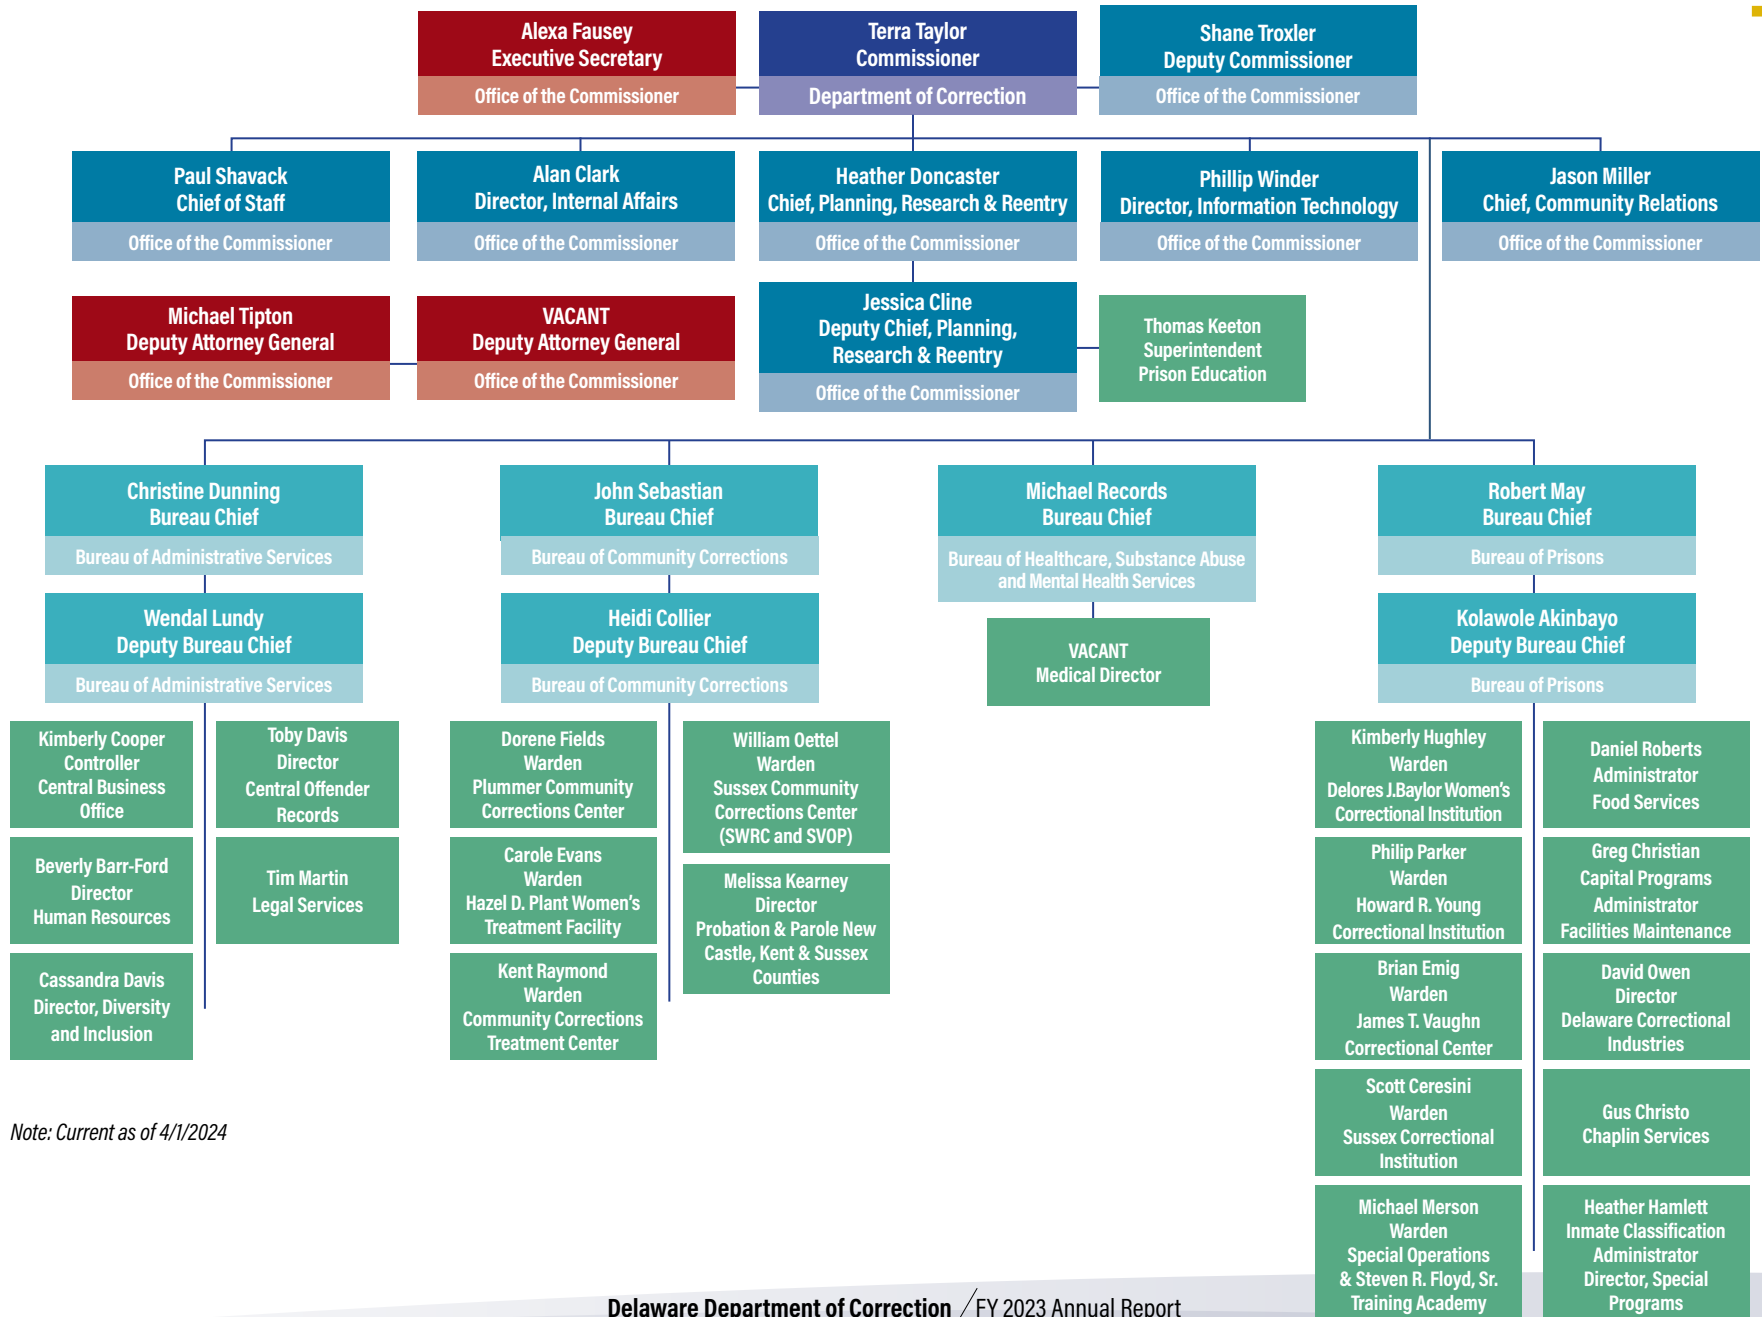 Alexa Fausey
Executive Secretary
Office of the Commissioner
Terra Taylor
Commissioner
Department of Correction
Shane Troxler
Deputy Commissioner
Office of the Commissioner
Paul Shavack
Chief of Staff
Office of the Commissioner
Alan Clark
Director, Internal Affairs
Office of the Commissioner
Heather Doncaster
Chief, Planning, Research & Reentry
Office of the Commissioner
Phillip Winder
Director, Information Technology
Office of the Commissioner
Jason Miller
Chief, Community Relations
Office of the Commissioner
Michael Tipton
Deputy Attorney General
Office of the Commissioner
VACANT
Deputy Attorney General
Office of the Commissioner
Jessica Cline
Deputy Chief, Planning,
Research & Reentry
Office of the Commissioner
Thomas Keeton
Superintendent
Prison Education
Christine Dunning
Bureau Chief
Bureau of Administrative Services
John Sebastian
Bureau Chief
Bureau of Community Corrections
Michael Records
Bureau Chief
Bureau of Healthcare, Substance Abuse
and Mental Health Services
Robert May
Bureau Chief
Bureau of Prisons
Wendal Lundy
Deputy Bureau Chief
Bureau of Administrative Services
Heidi Collier
Deputy Bureau Chief
Bureau of Community Corrections
VACANT
Medical Director
Kolawole Akinbayo
Deputy Bureau Chief
Bureau of Prisons
Kimberly Cooper
Controller
Central Business
Office
Toby Davis
Director
Central Offender
Records
Beverly Barr-Ford
Director
Human Resources
Tim Martin
Legal Services
Cassandra Davis
Director, Diversity
and Inclusion
Dorene Fields
Warden
Plummer Community
Corrections Center
William Oettel
Warden
Sussex Community
Corrections Center
(SWRC and SVOP)
Carole Evans
Warden
Hazel D. Plant Women's
Treatment Facility
Melissa Kearney
Director
Probation & Parole New
Castle, Kent & Sussex
Counties
Kent Raymond
Warden
Community Corrections
Treatment Center
Kimberly Hughley
Warden
Delores J.Baylor Women's
Correctional Institution
Daniel Roberts
Administrator
Food Services
Philip Parker
Warden
Howard R. Young
Correctional Institution
Greg Christian
Capital Programs
Administrator
Facilities Maintenance
Brian Emig
Warden
James T. Vaughn
Correctional Center
David Owen
Director
Delaware Correctional
Industries
Scott Ceresini
Warden
Sussex Correctional
Institution
Gus Christo
Chaplin Services
Michael Merson
Warden
Special Operations
& Steven R. Floyd, Sr.
Training Academy
Heather Hamlett
Inmate Classification
Administrator
Director, Special
Programs
Note: Current as of 4/1/2024
Delaware Department of Correction / FY 2023 Annual Report